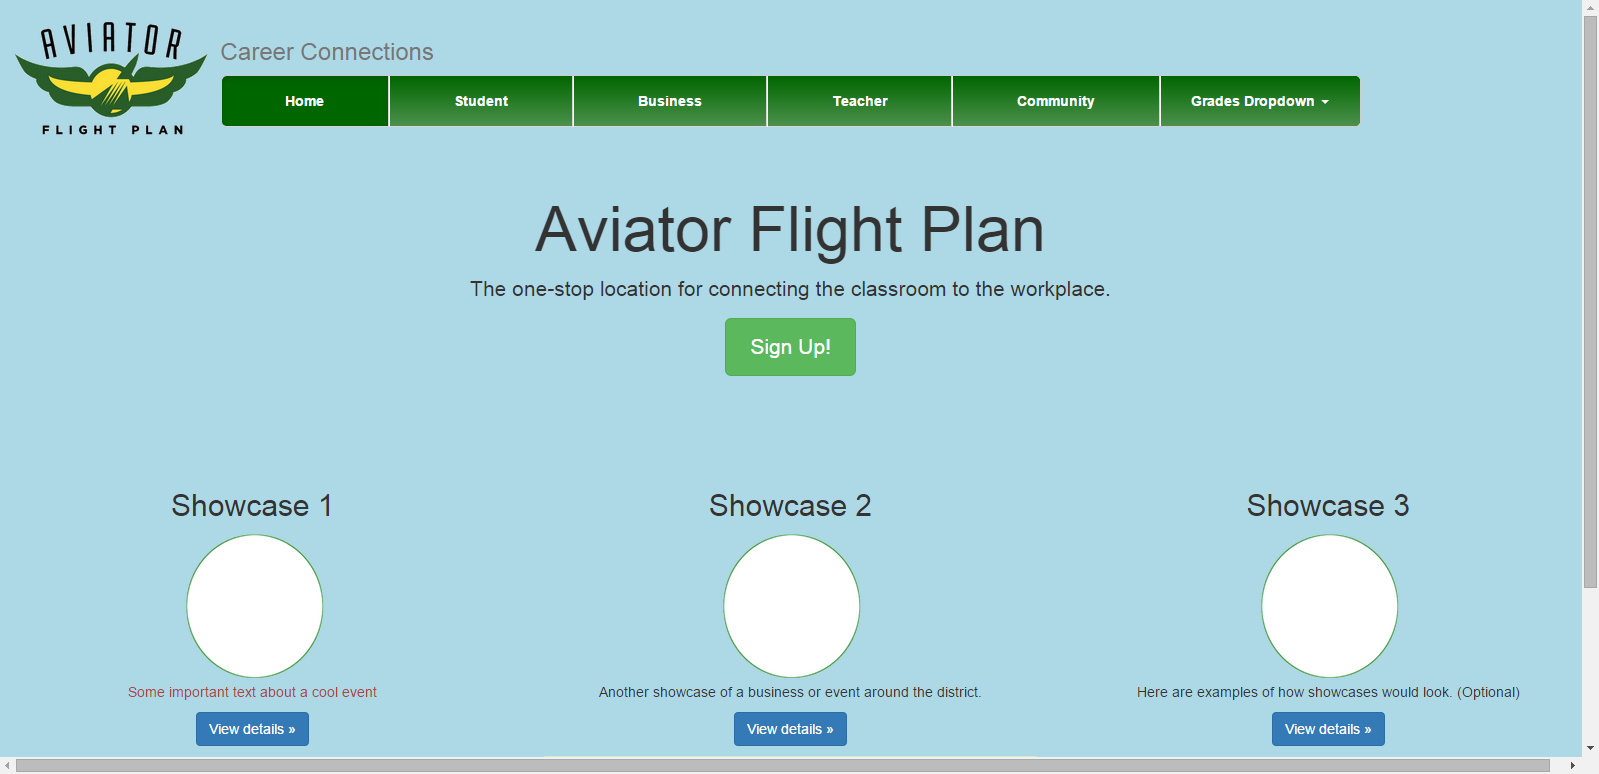 AVIATOR
FLIGHT PLAN
Career Connections
Home Student Business Teacher Community Grades Dropdown
Aviator Flight Plan
The one-stop location for connecting the classroom to the workplace.
Sign Up!
Showcase 1 Showcase 2 Showcase 3
Some important text about a cool event Another showcase of a business or event around the district. Here are examples of how showcases would look. (Optional)
View details » View details » View details »